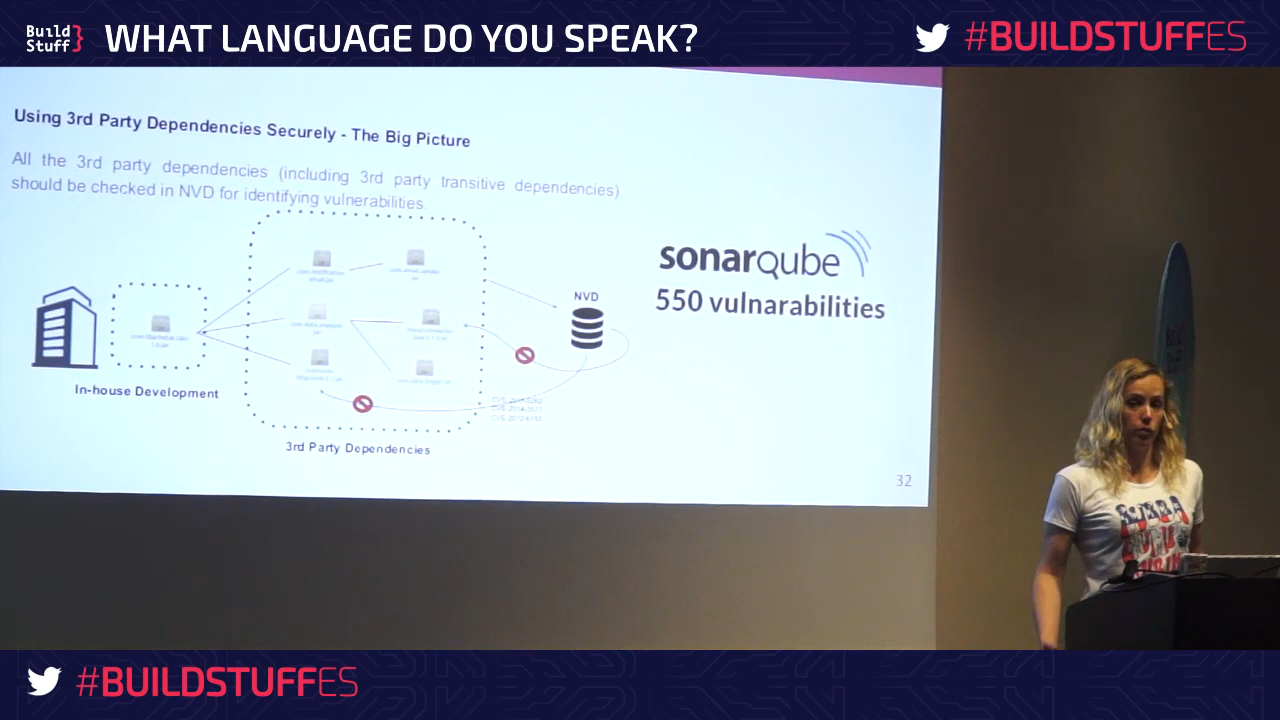 Build
Stuff}
WHAT LANGUAGE DO YOU SPEAK?
#BUILDSTUFFES
Using 3rd Party Dependencies Securely - The Big Picture
All the 3rd party dependencies (including 3rd party transitive dependencies)
should be checked in NVD for identifying vulnerabilities.
sonarqube
550 vulnarabilities
NVD
In-house Development
3rd Party Dependencies
32
#BUILDSTUFFES